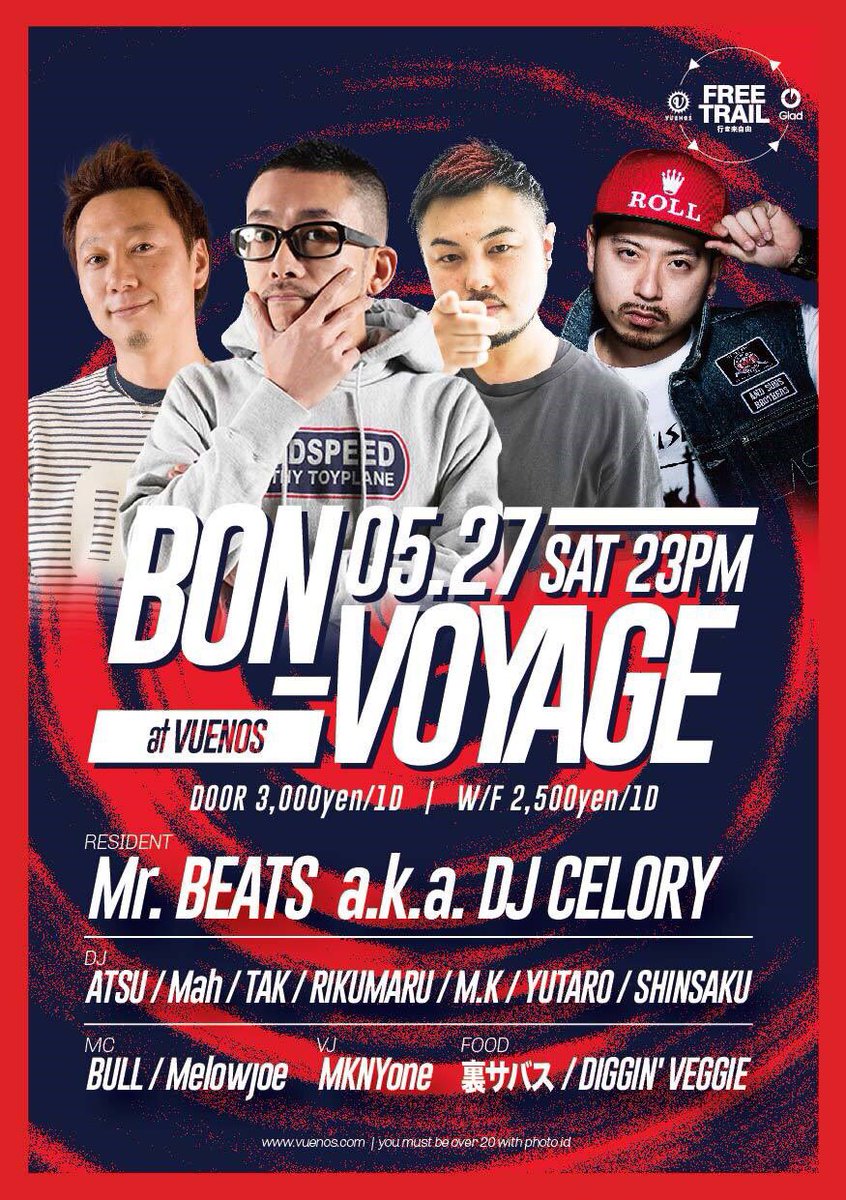 FREE
TRAIL
行き来自由
VUENOS
Glad
ROLL
DSPEED
THY TOYPLANE
BROTHERS
BON-VOYAGE
05.27 SAT 23PM
at VUENOS
DOOR 3,000yen/1D | W/F 2,500yen/1D
RESIDENT
Mr. BEATS a.k.a. DJ CELORY
DJ
ATSU / Mah / TAK / RIKUMARU / M.K / YUTARO / SHINSAKU
MC
BULL / Melowjoe
VJ
MKNYone
FOOD
裏サバス / DIGGIN' VEGGIE
www.vuenos.com | you must be over 20 with photo id